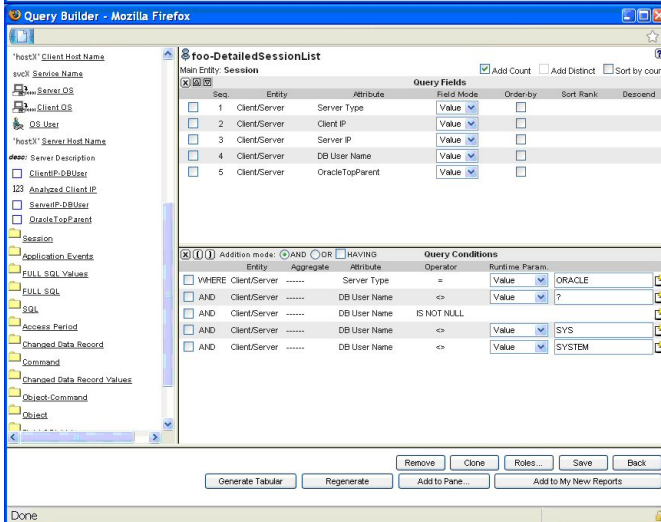 Query Builder - Mozilla Firefox
"hostX" Client Host Name
svcX Service Name
Server OS
Client OS
OS User
"hostX" Server Host Name
desc: Server Description
ClientIP-DBUser
123 Analyzed Client IP
ServerIP-DBUser
OracleTopParent
Session
Application Events
FULL SQL Values
FULL SQL
SQL
Access Period
Changed Data Record
Command
Changed Data Record Values
Object-Command
Object
foo-DetailedSessionList
Main Entity: Session
Add Count Add Distinct Sort by coun
Query Fields
Seq. Entity Attribute Field Mode Order-by Sort Rank Descend
1 Client/Server Server Type Value
2 Client/Server Client IP Value
3 Client/Server Server IP Value
4 Client/Server DB User Name Value
5 Client/Server OracleTopParent Value
( ) Addition mode: AND OR HAVING Query Conditions
Entity Aggregate Attribute Operator Runtime Param.
WHERE Client/Server ------ Server Type = Value ORACLE
AND Client/Server ------ DB User Name <> Value ?
AND Client/Server ------ DB User Name IS NOT NULL
AND Client/Server ------ DB User Name <> Value SYS
AND Client/Server ------ DB User Name <> Value SYSTEM
Remove Clone Roles... Save Back
Generate Tabular Regenerate Add to Pane... Add to My New Reports
Done